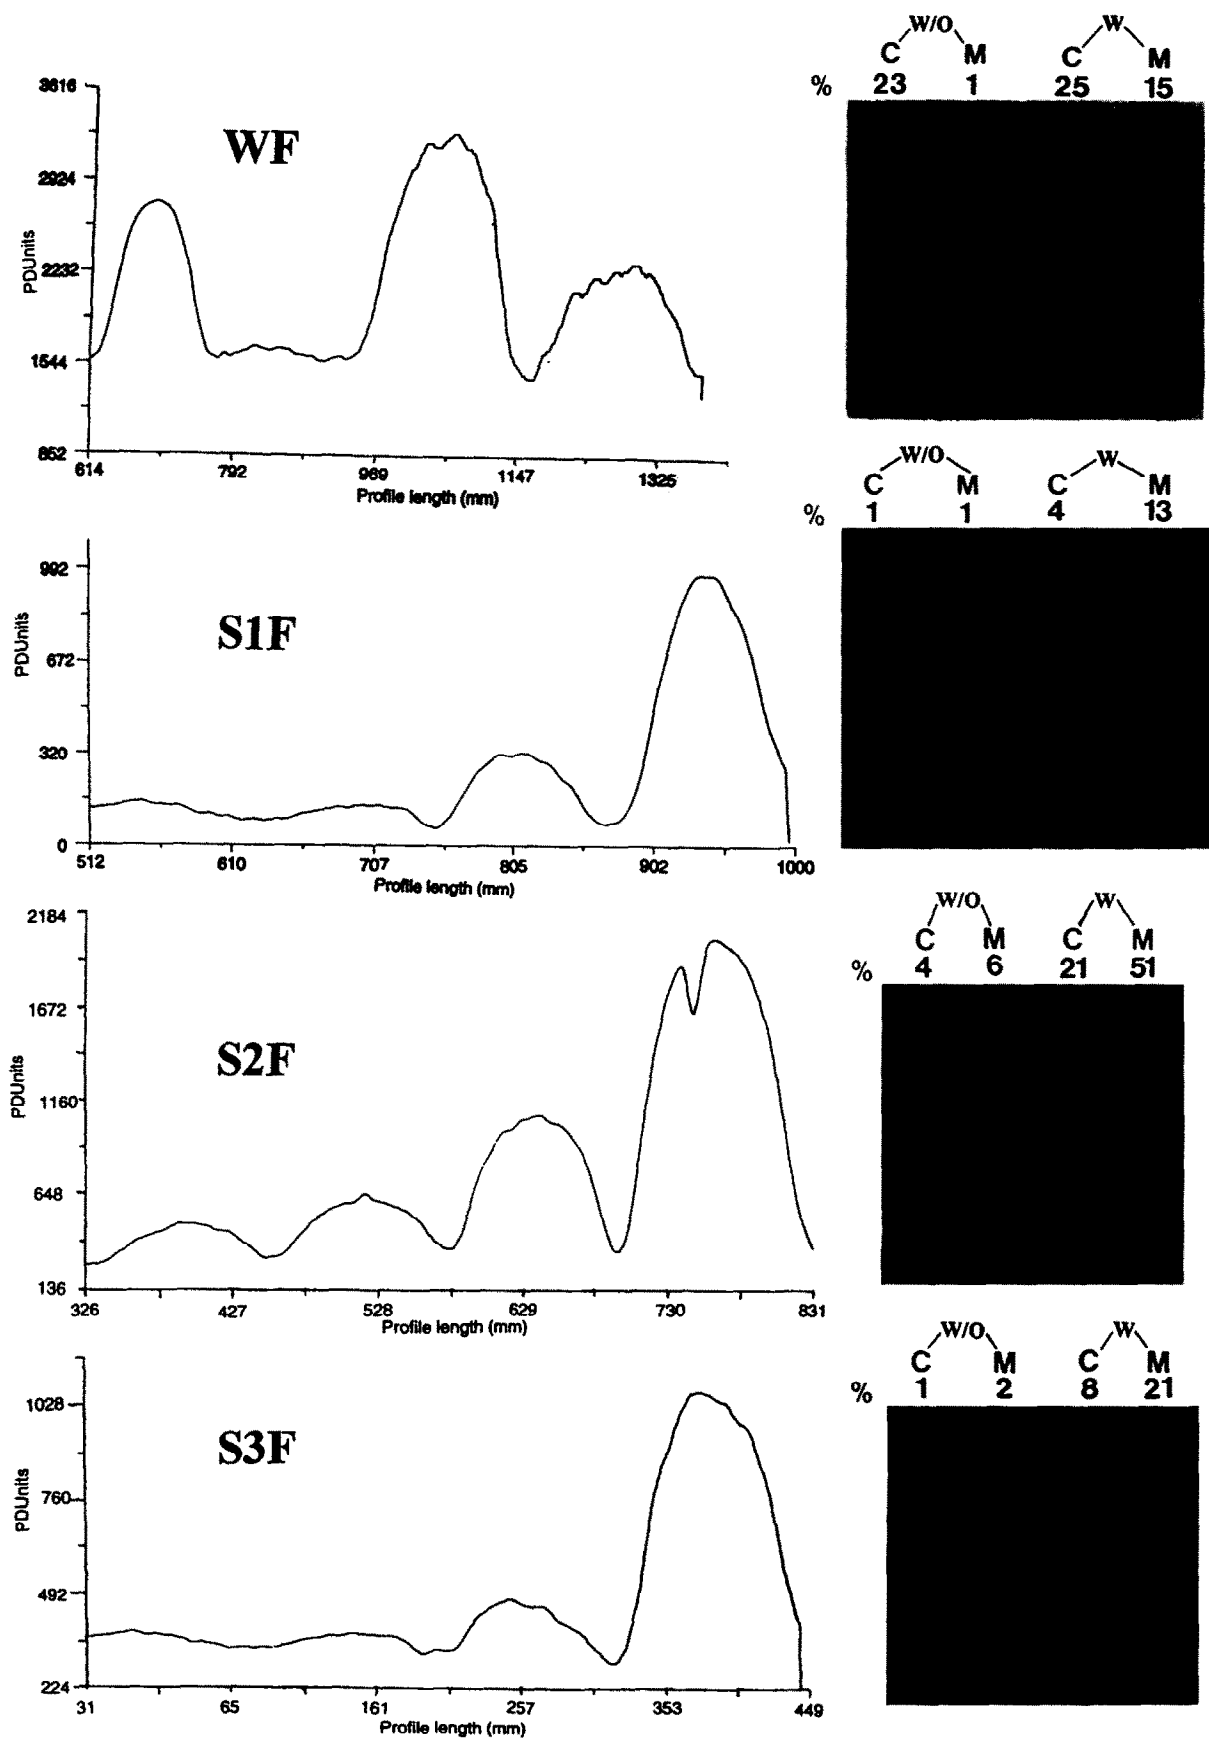 W/O W
C M C M
% 23 1 25 15
3616
WF
2924
PDUnits
2232
1544
852
614 792 969 1147 1325
Profile length (mm)
W/O W
C M C M
% 1 1 4 13
992
S1F
PDUnits
672
320
0
512 610 707 805 902 1000
Profile length (mm)
W/O W
C M C M
% 4 6 21 51
2184
1672
S2F
PDUnits
1160
648
136
326 427 528 629 730 831
Profile length (mm)
W/O W
C M C M
% 1 2 8 21
1028
S3F
PDUnits
760
492
224
31 65 161 257 353 449
Profile length (mm)